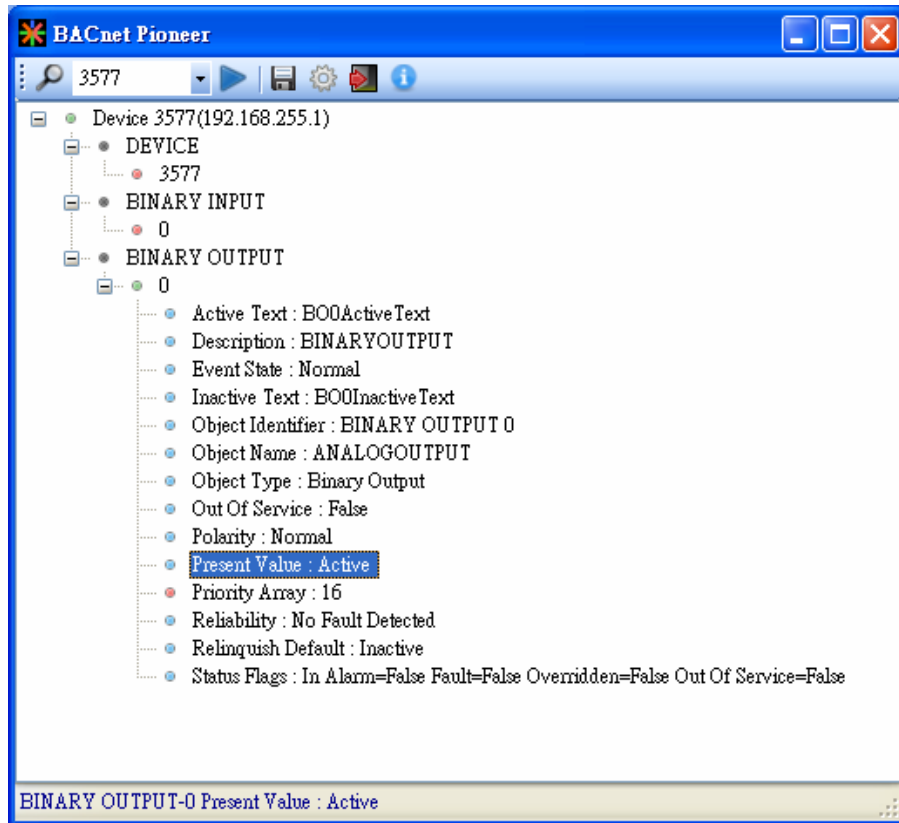 BACnet Pioneer
3577
Device 3577(192.168.255.1)
DEVICE
3577
BINARY INPUT
0
BINARY OUTPUT
0
Active Text : BO0ActiveText
Description : BINARYOUTPUT
Event State : Normal
Inactive Text : BO0InactiveText
Object Identifier : BINARY OUTPUT 0
Object Name : ANALOGOUTPUT
Object Type : Binary Output
Out Of Service : False
Polarity : Normal
Present Value : Active
Priority Array : 16
Reliability : No Fault Detected
Relinquish Default : Inactive
Status Flags : In Alarm=False Fault=False Overridden=False Out Of Service=False
BINARY OUTPUT-0 Present Value : Active